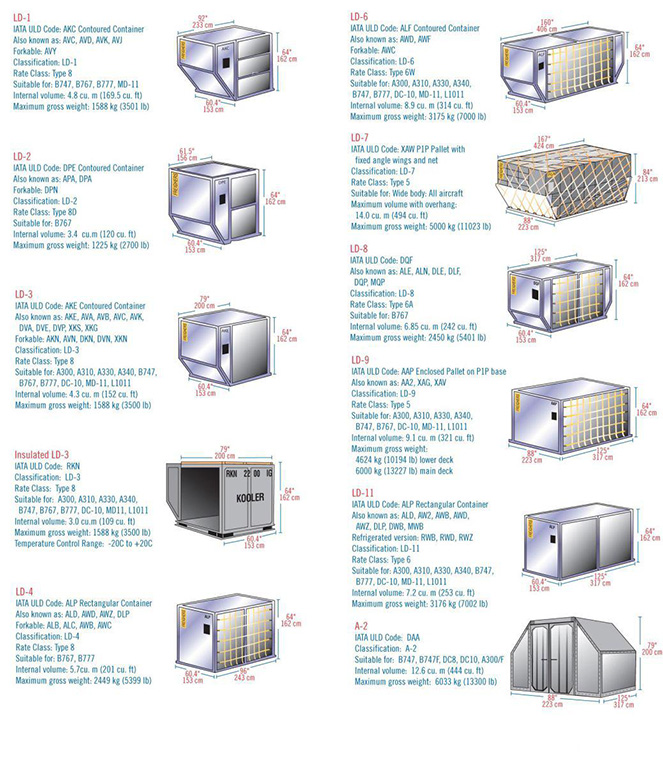 LD-1
IATA ULD Code: AKC Contoured Container
Also known as: AVC, AVD, AVK, AVJ
Forkable: AVY
Classification: LD-1
Rate Class: Type 8
Suitable for: B747, B767, B777, MD-11
Internal volume: 4.8 cu. m (169.5 cu. ft)
Maximum gross weight: 1588 kg (3501 lb)
92"
233 cm
64"
162 cm
60.4"
153 cm
LD-2
IATA ULD Code: DPE Contoured Container
Also known as: APA, DPA
Forkable: DPN
Classification: LD-2
Rate Class: Type 8D
Suitable for: B767
Internal volume: 3.4 cu.m (120 cu. ft)
Maximum gross weight: 1225 kg (2700 lb)
61.5"
156 cm
64"
162 cm
60.4"
153 cm
LD-3
IATA ULD Code: AKE Contoured Container
Also known as: AKE, AVA, AVB, AVC, AVK,
DVA, DVE, DVP, XKS, XKG
Forkable: AKN, AVN, DKN, DVN, XKN
Classification: LD-3
Rate Class: Type 8
Suitable for: A300, A310, A330, A340, B747,
B767, B777, DC-10, MD-11, L1011
Internal volume: 4.3 cu. m (152 cu. ft)
Maximum gross weight: 1588 kg (3500 lb)
79"
200 cm
64"
162 cm
60.4"
153 cm
Insulated LD-3
IATA ULD Code: RKN
Classification: LD-3
Rate Class: Type 8
Suitable for: A300, A310, A330, A340,
B747, B767, B777, DC-10, MD11, L1011
Internal volume: 3.0 cu.m (109 cu. ft)
Maximum gross weight: 1588 kg (3500 lb)
Temperature Control Range: -20C to +20C
79"
200 cm
RKN 22 00 IG
KOOLER
64"
162 cm
60.4"
153 cm
LD-4
IATA ULD Code: ALP Rectangular Container
Also known as: ALD, AWD, AWZ, DLP
Forkable: ALB, ALC, AWB, AWC
Classification: LD-4
Rate Class: Type 8
Suitable for: B767, B777
Internal volume: 5.7cu. m (201 cu. ft)
Maximum gross weight: 2449 kg (5399 lb)
64"
162 cm
60.4"
153 cm
96"
243 cm
LD-6
IATA ULD Code: ALF Contoured Container
Also known as: AWD, AWF
Forkable: AWC
Classification: LD-6
Rate Class: Type 6W
Suitable for: A300, A310, A330, A340,
B747, B777, DC-10, MD-11, L1011
Internal volume: 8.9 cu. m (314 cu. ft)
Maximum gross weight: 3175 kg (7000 lb)
160"
406 cm
64"
162 cm
60.4"
153 cm
LD-7
IATA ULD Code: XAW P1P Pallet with
fixed angle wings and net
Classification: LD-7
Rate Class: Type 5
Suitable for: Wide body: All aircraft
Maximum volume with overhang:
14.0 cu. m (494 cu. ft)
Maximum gross weight: 5000 kg (11023 lb)
167"
424 cm
84"
213 cm
88"
223 cm
LD-8
IATA ULD Code: DQF
Also known as: ALE, ALN, DLE, DLF,
DQP, MQP
Classification: LD-8
Rate Class: Type 6A
Suitable for: B767
Internal volume: 6.85 cu. m (242 cu. ft)
Maximum gross weight: 2450 kg (5401 lb)
125"
317 cm
64"
162 cm
60.4"
153 cm
LD-9
IATA ULD Code: AAP Enclosed Pallet on P1P base
Also known as: AA2, XAG, XAV
Classification: LD-9
Rate Class: Type 5
Suitable for: A300, A310, A330, A340,
B747, B767, DC-10, MD-11, L1011
Internal volume: 9.1 cu. m (321 cu. ft)
Maximum gross weight:
4624 kg (10194 lb) lower deck
6000 kg (13227 lb) main deck
64"
162 cm
88"
223 cm
125"
317 cm
LD-11
IATA ULD Code: ALP Rectangular Container
Also known as: ALD, AW2, AWB, AWD,
AWZ, DLP, DWB, MWB
Refrigerated version: RWB, RWD, RWZ
Classification: LD-11
Rate Class: Type 6
Suitable for: A300, A310, A330, A340, B747,
B777, DC-10, MD-11, L1011
Internal volume: 7.2 cu. m (253 cu. ft)
Maximum gross weight: 3176 kg (7002 lb)
64"
162 cm
60.4"
153 cm
125"
317 cm
A-2
IATA ULD Code: DAA
Classification: A-2
Suitable for: B747, B747F, DC8, DC10, A300/F
Internal volume: 12.6 cu. m (444 cu. ft)
Maximum gross weight: 6033 kg (13300 lb)
79"
200 cm
88"
223 cm
125"
317 cm